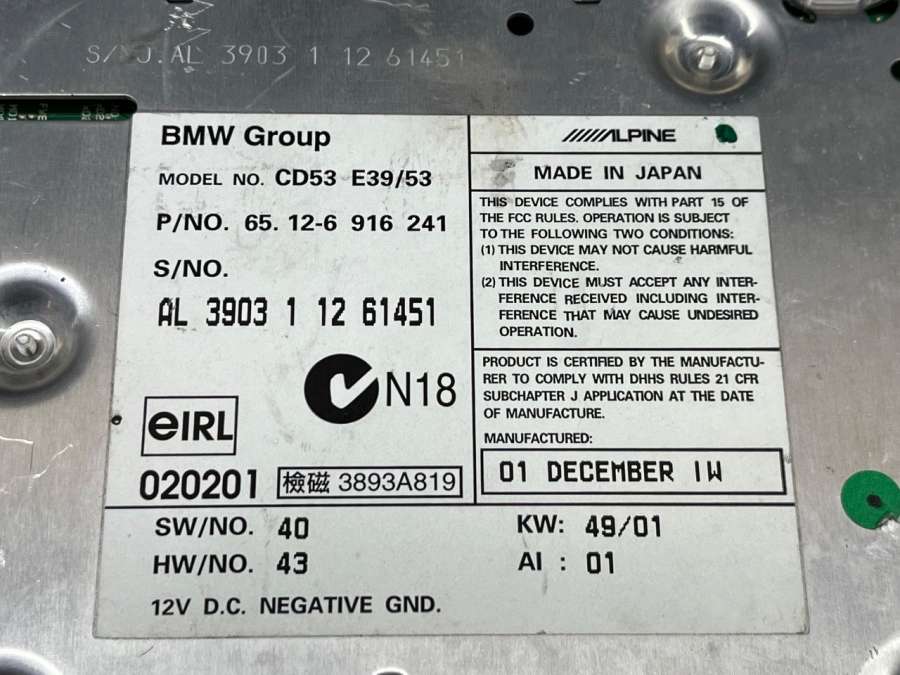 S/NJ.AL 3903 1 12 61451
BMW Group
MODEL NO. CD53 E39/53
P/NO. 65. 12-6 916 241
S/NO.
AL 3903 1 12 61451
N18
eIRL
020201
検磁 3893A819
ALPINE
MADE IN JAPAN
THIS DEVICE COMPLIES WITH PART 15 OF
THE FCC RULES. OPERATION IS SUBJECT
TO THE FOLLOWING TWO CONDITIONS:
(1) THIS DEVICE MAY NOT CAUSE HARMFUL
INTERFERENCE.
(2) THIS DEVICE MUST ACCEPT ANY INTER-
FERENCE RECEIVED INCLUDING INTER-
FERENCE THAT MAY CAUSE UNDESIRED
OPERATION.
PRODUCT IS CERTIFIED BY THE MANUFACTU-
RER TO COMPLY WITH DHHS RULES 21 CFR
SUBCHAPTER J APPLICATION AT THE DATE
OF MANUFACTURE.
MANUFACTURED:
01 DECEMBER 1W
SW/NO. 40
KW: 49/01
HW/NO. 43
AI : 01
12V D.C. NEGATIVE GND.